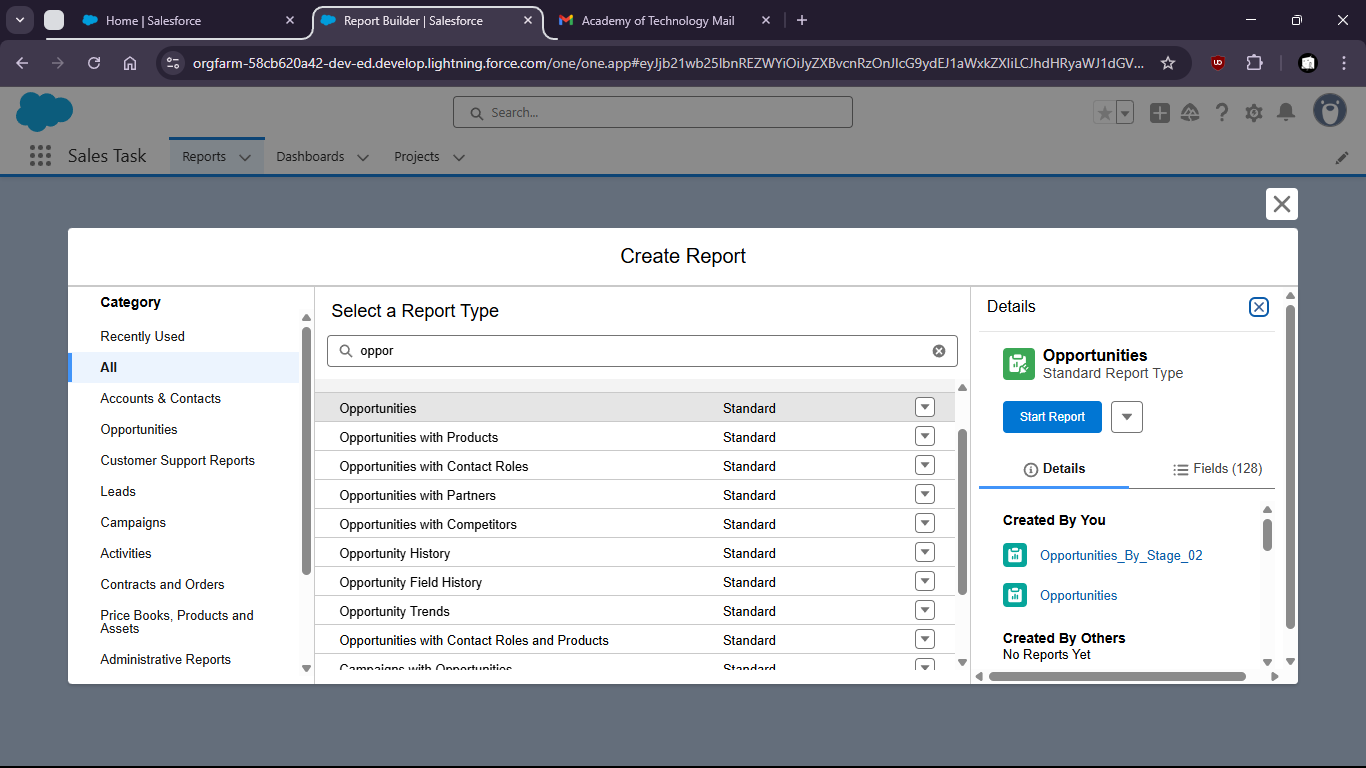 Home | Salesforce
Report Builder | Salesforce
Academy of Technology Mail
orgfarm-58cb620a42-dev-ed.develop.lightning.force.com/one/one.app#eyJjb21wb25lbnREZWYiOiJyZXBvcnRzOnJlcG9ydEJ1aWxkZXIiLCJhdHRyaWJ1dGV...
Search...
Sales Task
Reports
Dashboards
Projects
Create Report
Category
Recently Used
All
Accounts & Contacts
Opportunities
Customer Support Reports
Leads
Campaigns
Activities
Contracts and Orders
Price Books, Products and
Assets
Administrative Reports
Select a Report Type
oppor
Opportunities Standard
Opportunities with Products Standard
Opportunities with Contact Roles Standard
Opportunities with Partners Standard
Opportunities with Competitors Standard
Opportunity History Standard
Opportunity Field History Standard
Opportunity Trends Standard
Opportunities with Contact Roles and Products Standard
Campaigns with Opportunities Standard
Details
Opportunities
Standard Report Type
Start Report
Details
Fields (128)
Created By You
Opportunities_By_Stage_02
Opportunities
Created By Others
No Reports Yet